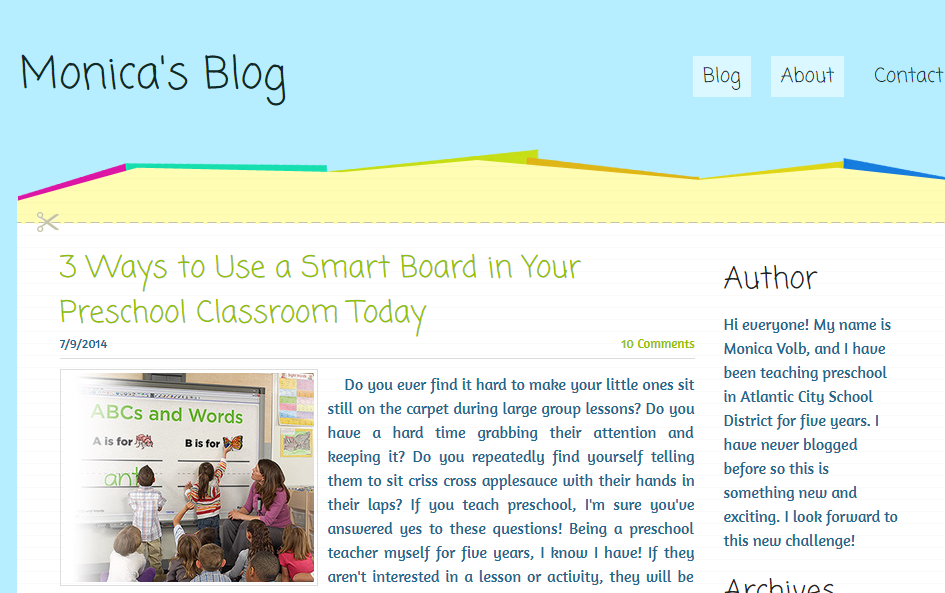 Monica's Blog
Blog About Contact
3 Ways to Use a Smart Board in Your
Preschool Classroom Today
7/9/2014
10 Comments
ABCs and Words
A is for
B is for
ant
Do you ever find it hard to make your little ones sit
still on the carpet during large group lessons? Do you
have a hard time grabbing their attention and
keeping it? Do you repeatedly find yourself telling
them to sit criss cross applesauce with their hands in
their laps? If you teach preschool, I'm sure you've
answered yes to these questions! Being a preschool
teacher myself for five years, I know I have! If they
aren't interested in a lesson or activity, they will be
Author
Hi everyone! My name is
Monica Volb, and I have
been teaching preschool
in Atlantic City School
District for five years. I
have never blogged
before so this is
something new and
exciting. I look forward to
this new challenge!
Archives